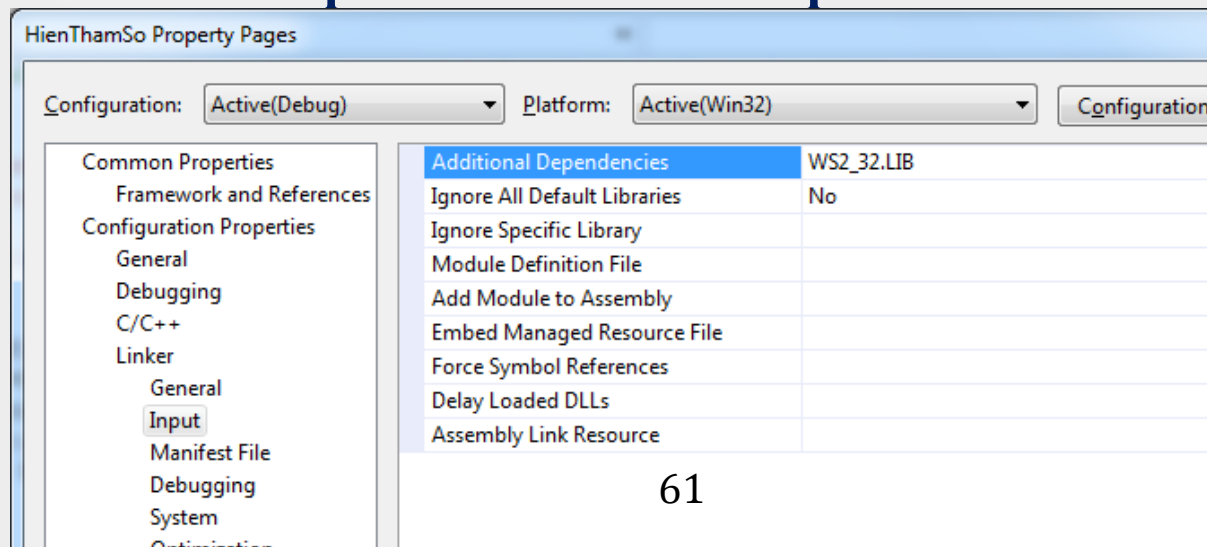 HienThamSo Property Pages
Configuration: Active(Debug) Platform: Active(Win32) Configuration
Common Properties
Framework and References
Configuration Properties
General
Debugging
C/C++
Linker
General
Input
Manifest File
Debugging
System
Optimization
Additional Dependencies WS2_32.LIB
Ignore All Default Libraries No
Ignore Specific Library
Module Definition File
Add Module to Assembly
Embed Managed Resource File
Force Symbol References
Delay Loaded DLLs
Assembly Link Resource
61